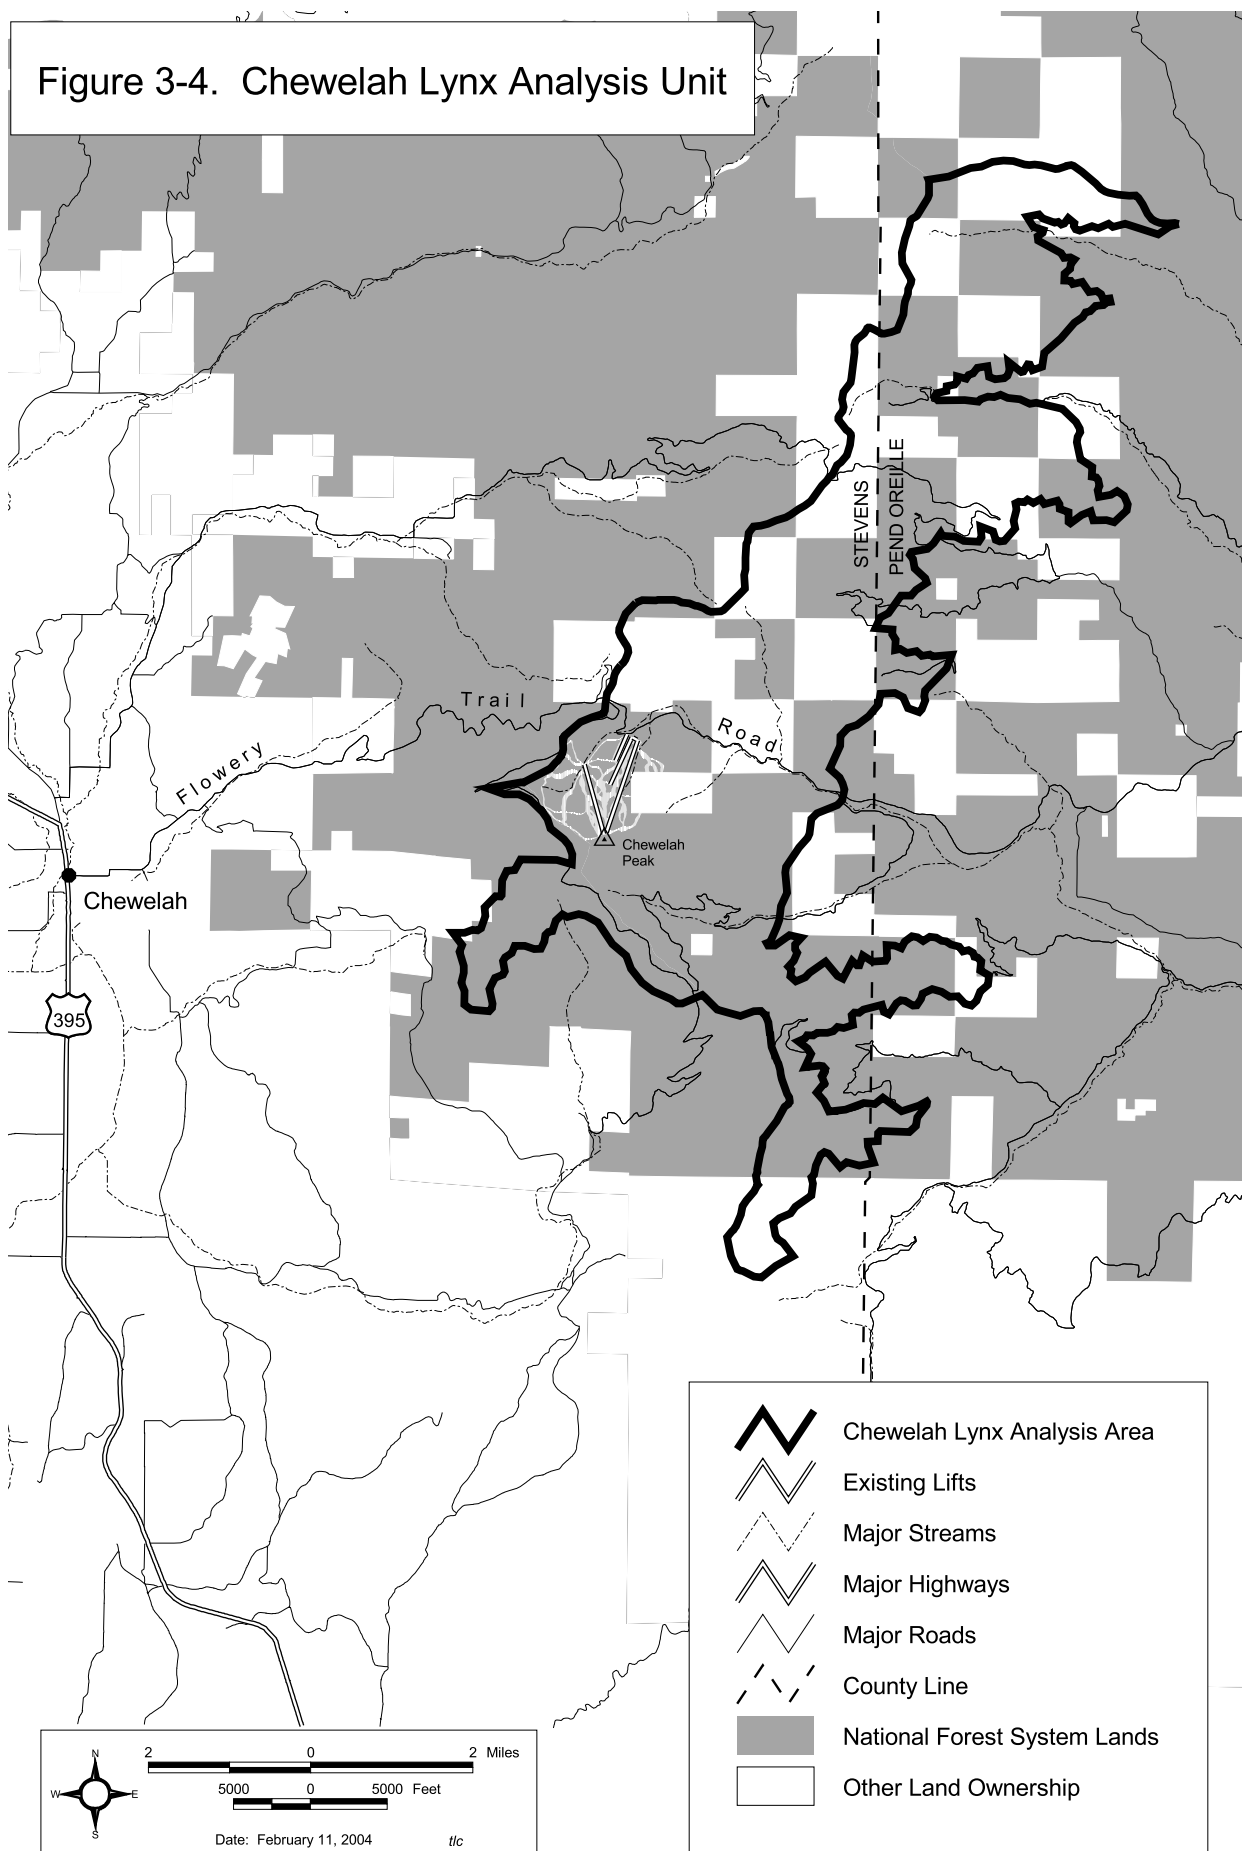 Figure 3-4.  Chewelah Lynx Analysis Unit
STEVENS
PEND OREILLE
Flowery
Trail
Road
Chewelah
Peak
Chewelah
395
Chewelah Lynx Analysis Area
Existing Lifts
Major Streams
Major Highways
Major Roads
County Line
National Forest System Lands
Other Land Ownership
N
W
E
S
2 0 2 Miles
5000 0 5000 Feet
Date:  February 11, 2004
tlc